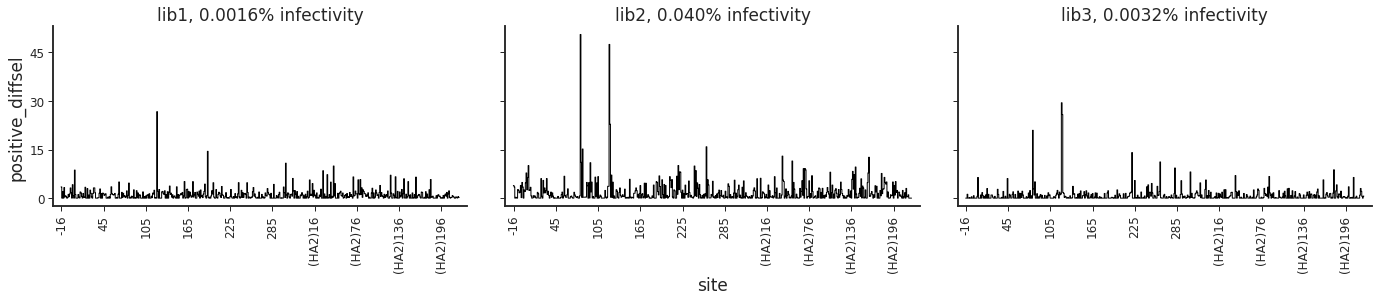 lib1, 0.0016% infectivity
lib2, 0.040% infectivity
lib3, 0.0032% infectivity
positive_diffsel
45
30
15
0
-16 45 105 165 225 285 (HA2)16 (HA2)76 (HA2)136 (HA2)196
-16 45 105 165 225 285 (HA2)16 (HA2)76 (HA2)136 (HA2)196
-16 45 105 165 225 285 (HA2)16 (HA2)76 (HA2)136 (HA2)196
site